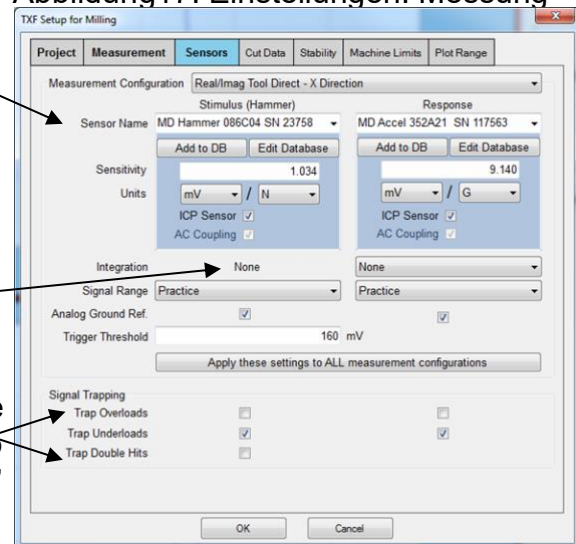 TXF Setup for Milling
Project Measurement Sensors Cut Data Stability Machine Limits Plot Range
Measurement Configuration Real/Imag Tool Direct - X Direction
Stimulus (Hammer) Response
Sensor Name MD Hammer 086C04 SN 23758 MD Accel 352A21 SN 117563
Add to DB Edit Database Add to DB Edit Database
Sensitivity 1.034 9.140
Units mV / N mV / G
ICP Sensor ICP Sensor
AC Coupling AC Coupling
Integration None None
Signal Range Practice Practice
Analog Ground Ref.
Trigger Threshold 160 mV
Apply these settings to ALL measurement configurations
Signal Trapping
Trap Overloads
Trap Underloads
Trap Double Hits
OK Cancel